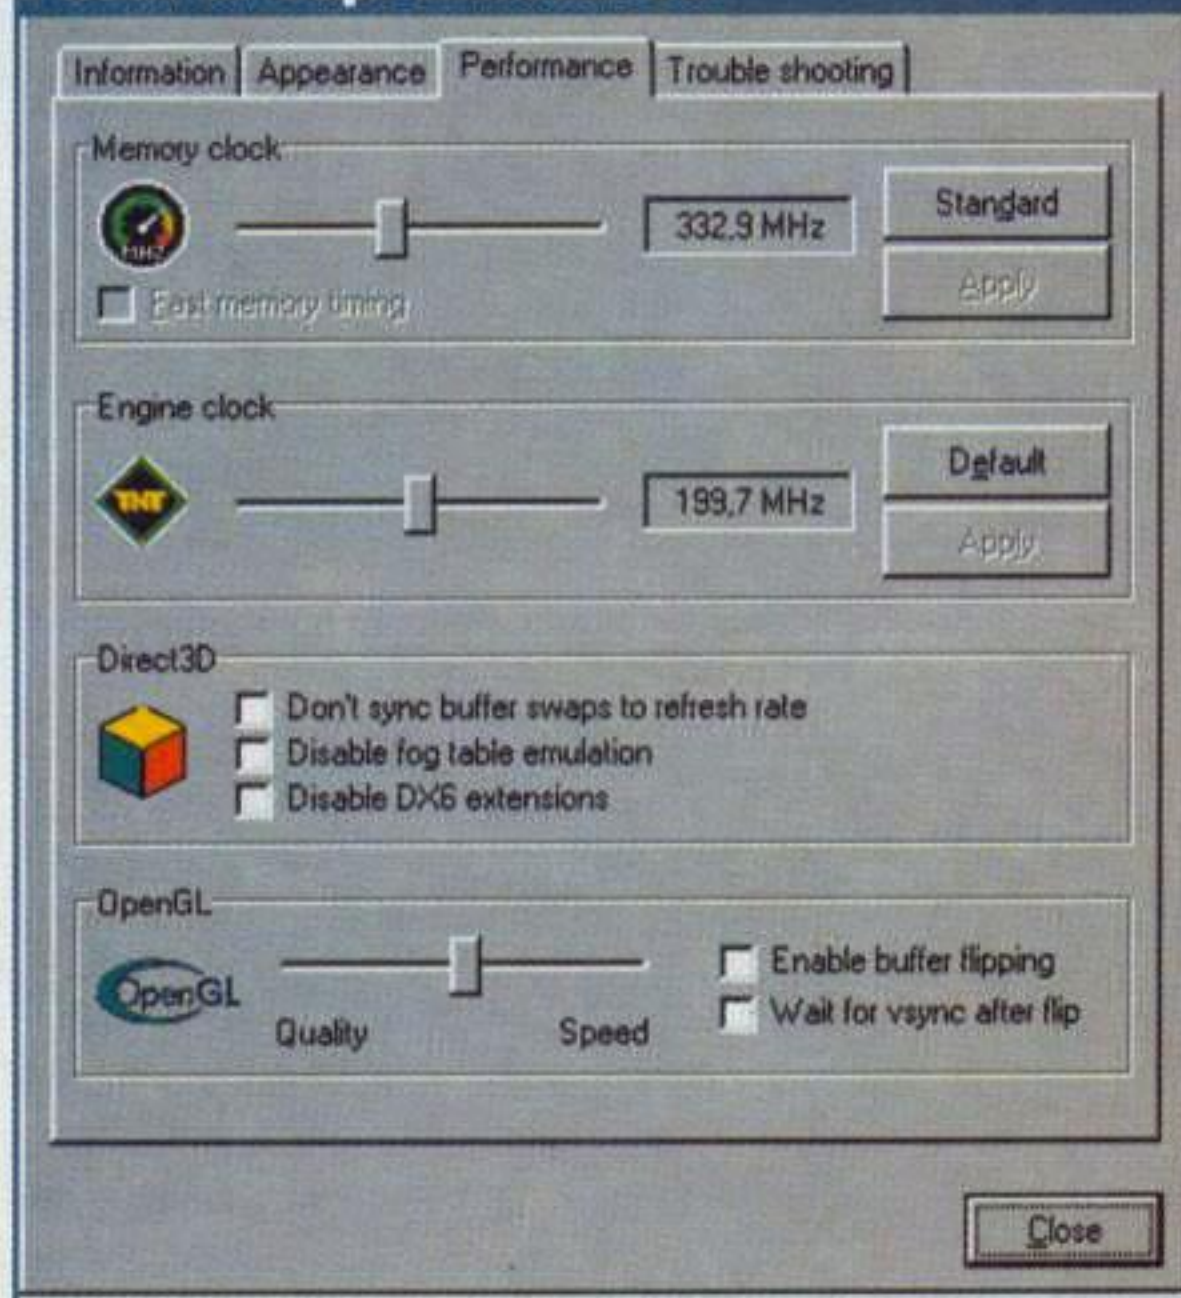 Information Appearance Performance Trouble shooting
Memory clock
MHZ
332,9 MHz
Standard
Fast memory timing
Apply
Engine clock
TNT
199,7 MHz
Default
Apply
Direct3D
Don't sync buffer swaps to refresh rate
Disable fog table emulation
Disable DX6 extensions
OpenGL
OpenGL
Quality Speed
Enable buffer flipping
Wait for vsync after flip
Close